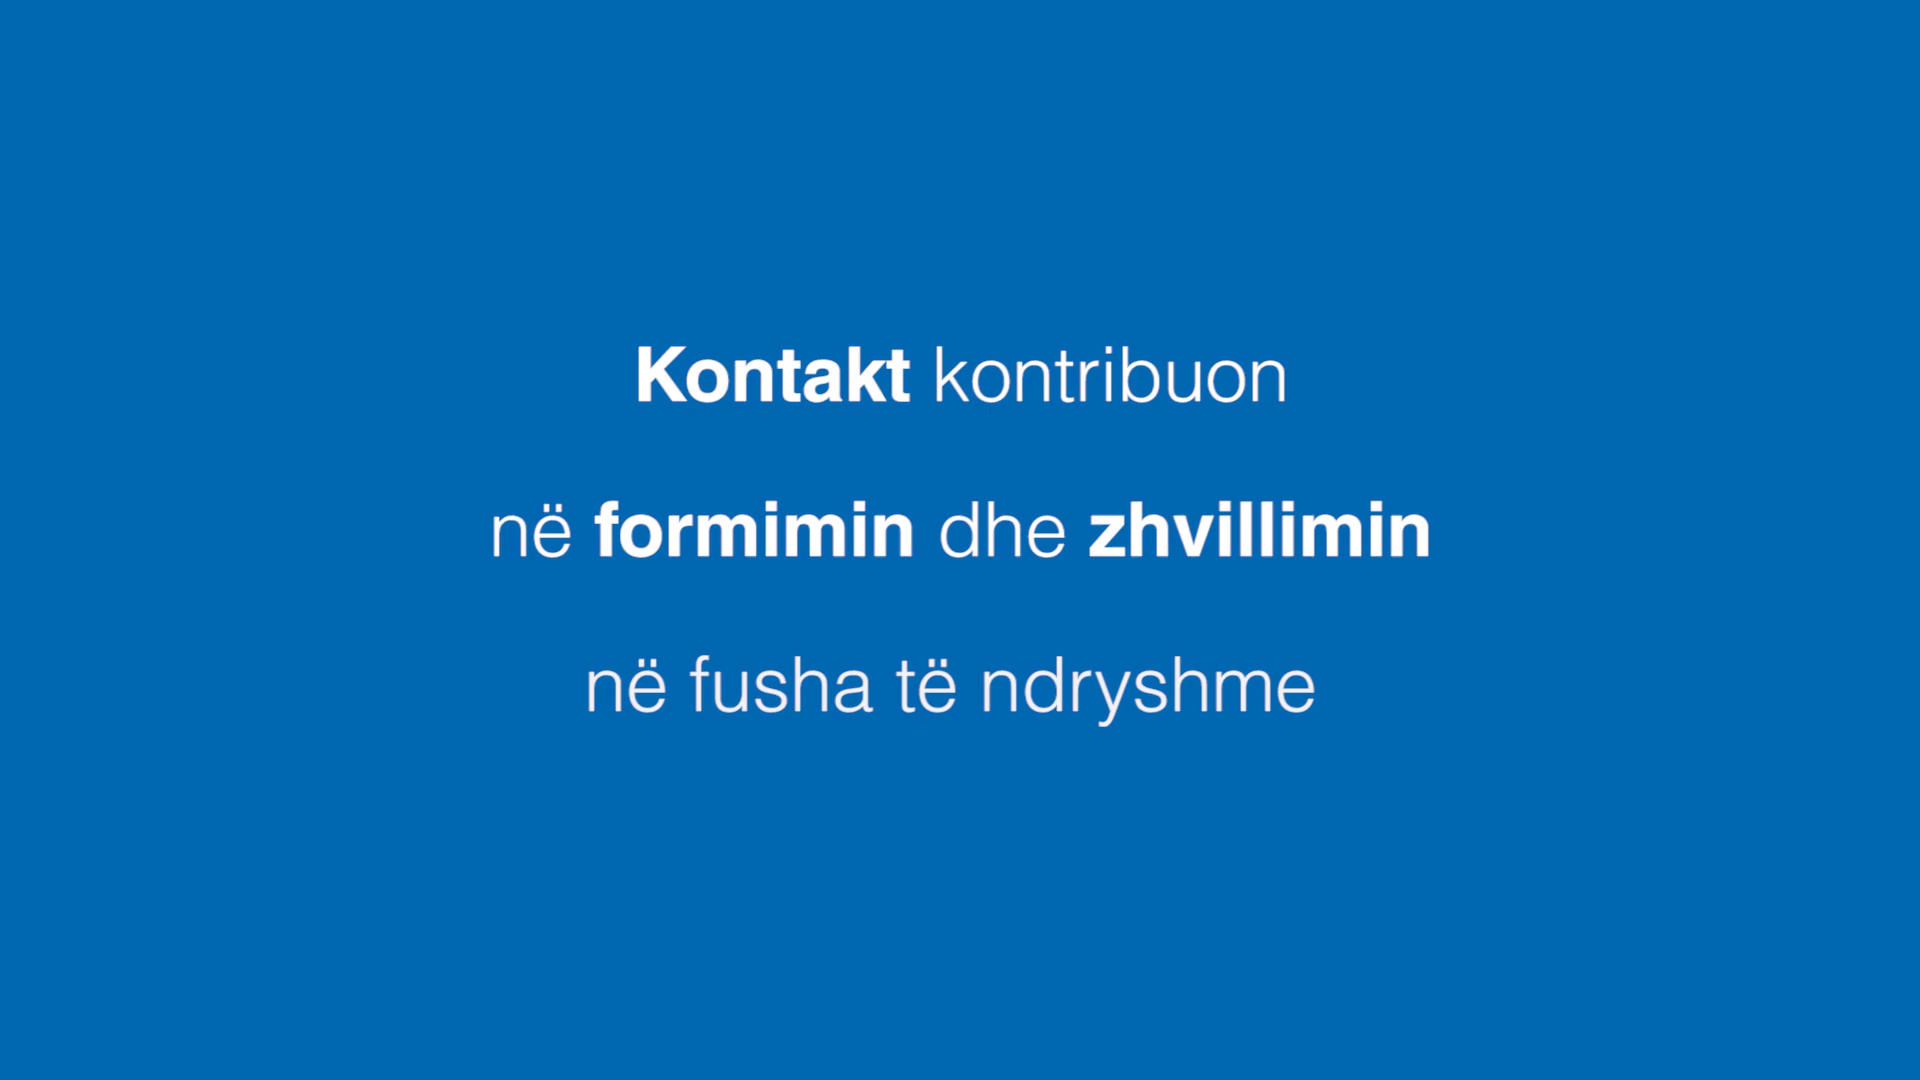 Kontakt kontribuon
në formimin dhe zhvillimin
në fusha të ndryshme